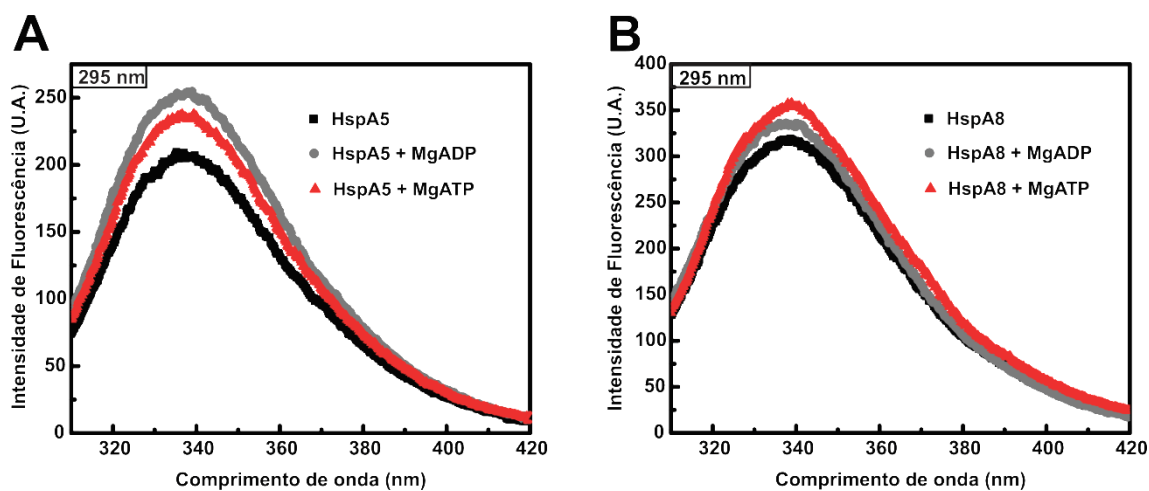 A
295 nm
HspA5
HspA5 + MgADP
HspA5 + MgATP
Intensidade de Fluorescência (U.A.)
250
200
150
100
50
0
320 340 360 380 400 420
Comprimento de onda (nm)
B
295 nm
HspA8
HspA8 + MgADP
HspA8 + MgATP
Intensidade de Fluorescência (U.A.)
400
350
300
250
200
150
100
50
0
320 340 360 380 400 420
Comprimento de onda (nm)